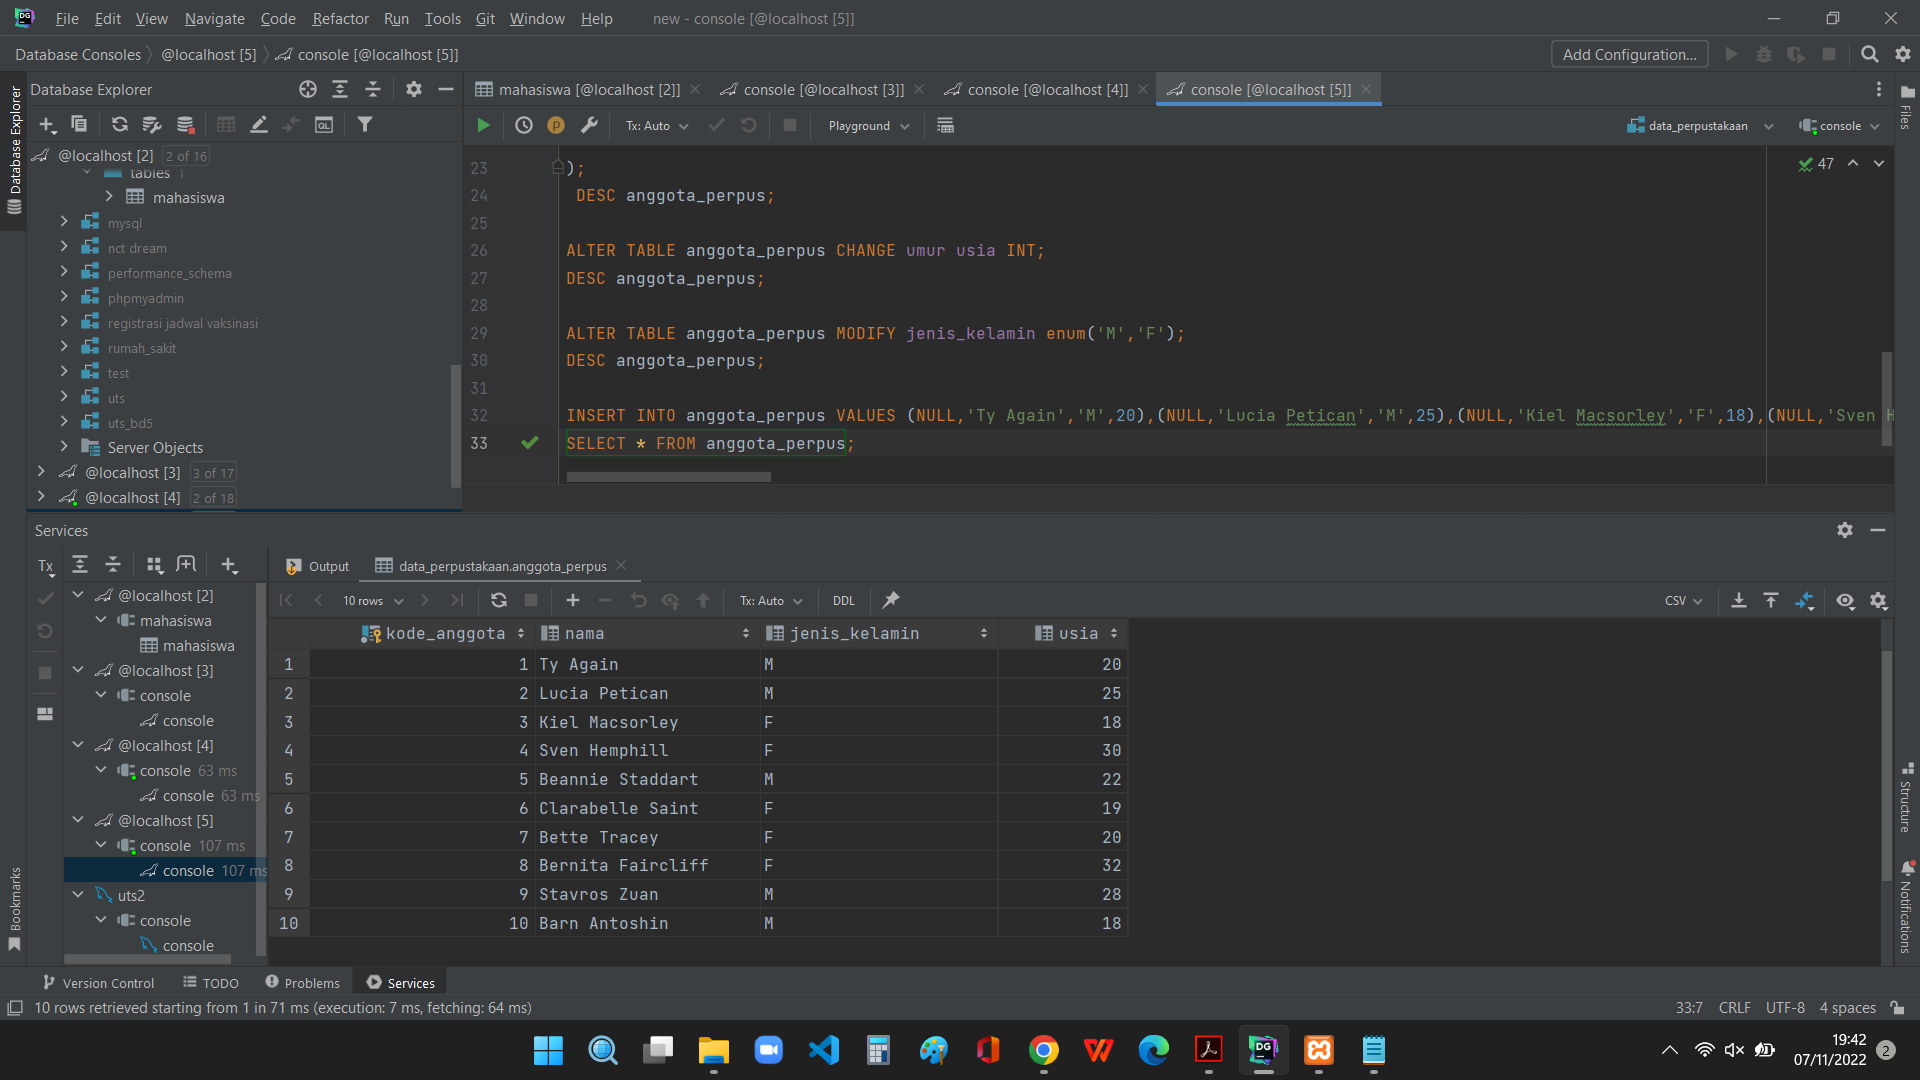 File Edit View Navigate Code Refactor Run Tools Git Window Help new - console [@localhost [5]]
Database Consoles @localhost [5] console [@localhost [5]] Add Configuration...
Database Explorer
mahasiswa [@localhost [2]] console [@localhost [3]] console [@localhost [4]] console [@localhost [5]]
Tx: Auto Playground data_perpustakaan console
@localhost [2] 2 of 16
tables 1
mahasiswa
mysql
nct dream
performance_schema
phpmyadmin
registrasi jadwal vaksinasi
rumah_sakit
test
uts
uts_bd5
Server Objects
@localhost [3] 3 of 17
@localhost [4] 2 of 18
47
23 );
24 DESC anggota_perpus;
25
26 ALTER TABLE anggota_perpus CHANGE umur usia INT;
27 DESC anggota_perpus;
28
29 ALTER TABLE anggota_perpus MODIFY jenis_kelamin enum('M','F');
30 DESC anggota_perpus;
31
32 INSERT INTO anggota_perpus VALUES (NULL,'Ty Again','M',20),(NULL,'Lucia Petican','M',25),(NULL,'Kiel Macsorley','F',18),(NULL,'Sven H
33 SELECT * FROM anggota_perpus;
Services
Tx
@localhost [2]
mahasiswa
mahasiswa
@localhost [3]
console
console
@localhost [4]
console 63 ms
console 63 ms
@localhost [5]
console 107 ms
console 107 ms
uts2
console
console
Output data_perpustakaan.anggota_perpus
10 rows Tx: Auto DDL CSV
kode_anggota nama jenis_kelamin usia
1 1 Ty Again M 20
2 2 Lucia Petican M 25
3 3 Kiel Macsorley F 18
4 4 Sven Hemphill F 30
5 5 Beannie Staddart M 22
6 6 Clarabelle Saint F 19
7 7 Bette Tracey F 20
8 8 Bernita Faircliff F 32
9 9 Stavros Zuan M 28
10 10 Barn Antoshin M 18
Database Explorer
Bookmarks
Files
Structure
Notifications
Version Control TODO Problems Services
10 rows retrieved starting from 1 in 71 ms (execution: 7 ms, fetching: 64 ms) 33:7 CRLF UTF-8 4 spaces
DG
19:42
07/11/2022
2